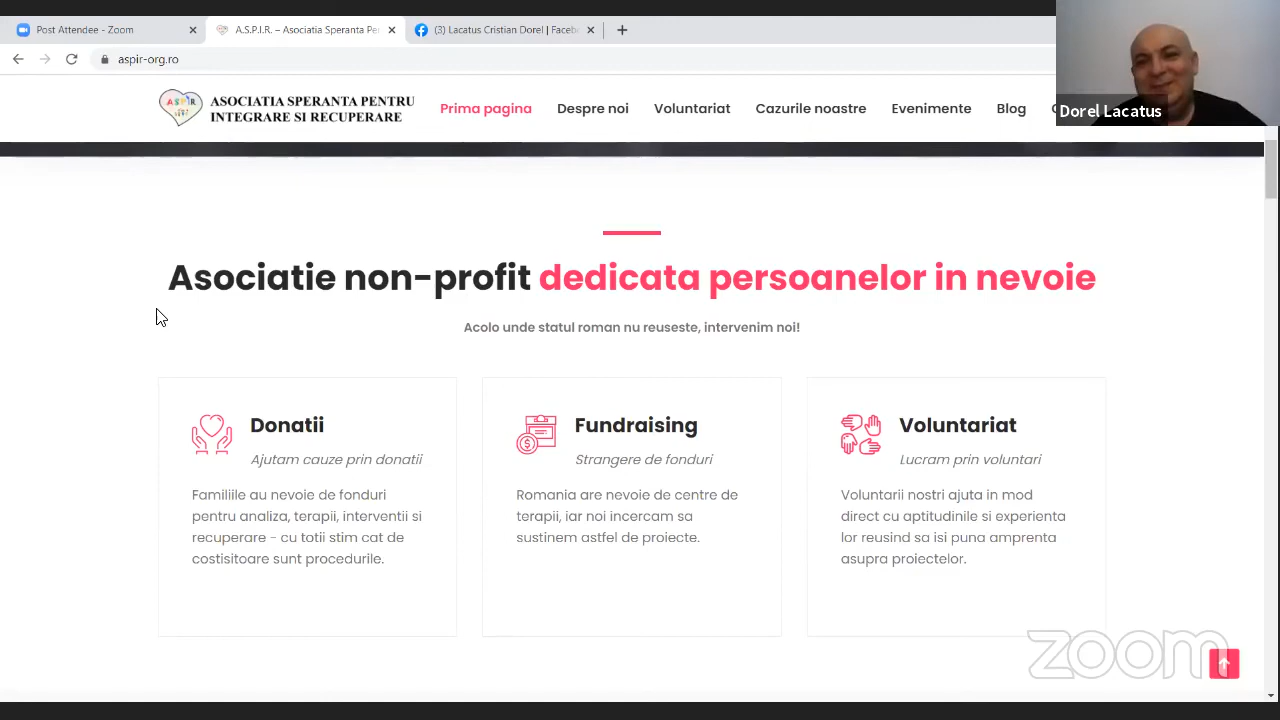 Post Attendee - Zoom
A.S.P.I.R. – Asociatia Speranta Pe
(3) Lacatus Cristian Dorel | Faceb
aspir-org.ro
ASPIR
ASOCIATIA SPERANTA PENTRU
INTEGRARE SI RECUPERARE
Prima pagina
Despre noi
Voluntariat
Cazurile noastre
Evenimente
Blog
Dorel Lacatus
Asociatie non-profit dedicata persoanelor in nevoie
Acolo unde statul roman nu reuseste, intervenim noi!
Donatii
Ajutam cauze prin donatii
Familiile au nevoie de fonduri
pentru analiza, terapii, interventii si
recuperare - cu totii stim cat de
costisitoare sunt procedurile.
Fundraising
Strangere de fonduri
Romania are nevoie de centre de
terapii, iar noi incercam sa
sustinem astfel de proiecte.
Voluntariat
Lucram prin voluntari
Voluntarii nostri ajuta in mod
direct cu aptitudinile si experienta
lor reusind sa isi puna amprenta
asupra proiectelor.
zoom